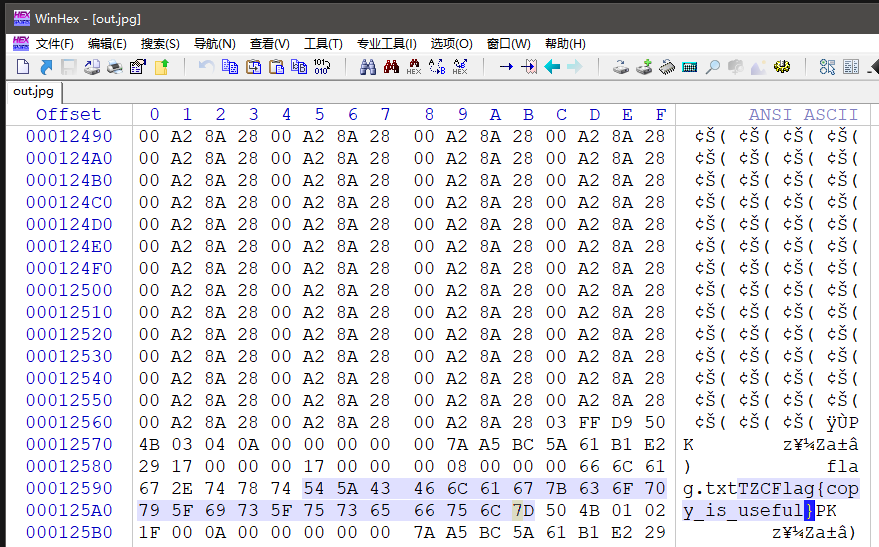 WinHex - [out.jpg]
文件(F) 编辑(E) 搜索(S) 导航(N) 查看(V) 工具(T) 专业工具(I) 选项(O) 窗口(W) 帮助(H)
out.jpg
Offset 0 1 2 3 4 5 6 7 8 9 A B C D E F ANSI ASCII
00012490 00 A2 8A 28 00 A2 8A 28 00 A2 8A 28 00 A2 8A 28 ¢Š( ¢Š( ¢Š( ¢Š(
000124A0 00 A2 8A 28 00 A2 8A 28 00 A2 8A 28 00 A2 8A 28 ¢Š( ¢Š( ¢Š( ¢Š(
000124B0 00 A2 8A 28 00 A2 8A 28 00 A2 8A 28 00 A2 8A 28 ¢Š( ¢Š( ¢Š( ¢Š(
000124C0 00 A2 8A 28 00 A2 8A 28 00 A2 8A 28 00 A2 8A 28 ¢Š( ¢Š( ¢Š( ¢Š(
000124D0 00 A2 8A 28 00 A2 8A 28 00 A2 8A 28 00 A2 8A 28 ¢Š( ¢Š( ¢Š( ¢Š(
000124E0 00 A2 8A 28 00 A2 8A 28 00 A2 8A 28 00 A2 8A 28 ¢Š( ¢Š( ¢Š( ¢Š(
000124F0 00 A2 8A 28 00 A2 8A 28 00 A2 8A 28 00 A2 8A 28 ¢Š( ¢Š( ¢Š( ¢Š(
00012500 00 A2 8A 28 00 A2 8A 28 00 A2 8A 28 00 A2 8A 28 ¢Š( ¢Š( ¢Š( ¢Š(
00012510 00 A2 8A 28 00 A2 8A 28 00 A2 8A 28 00 A2 8A 28 ¢Š( ¢Š( ¢Š( ¢Š(
00012520 00 A2 8A 28 00 A2 8A 28 00 A2 8A 28 00 A2 8A 28 ¢Š( ¢Š( ¢Š( ¢Š(
00012530 00 A2 8A 28 00 A2 8A 28 00 A2 8A 28 00 A2 8A 28 ¢Š( ¢Š( ¢Š( ¢Š(
00012540 00 A2 8A 28 00 A2 8A 28 00 A2 8A 28 00 A2 8A 28 ¢Š( ¢Š( ¢Š( ¢Š(
00012550 00 A2 8A 28 00 A2 8A 28 00 A2 8A 28 00 A2 8A 28 ¢Š( ¢Š( ¢Š( ¢Š(
00012560 00 A2 8A 28 00 A2 8A 28 00 A2 8A 28 03 FF D9 50 ¢Š( ¢Š( ¢Š( ÿÙP
00012570 4B 03 04 0A 00 00 00 00 00 7A A5 BC 5A 61 B1 E2 K z¥¼Za±â
00012580 29 17 00 00 00 17 00 00 00 08 00 00 00 66 6C 61 ) fla
00012590 67 2E 74 78 74 54 5A 43 46 6C 61 67 7B 63 6F 70 g.txtTZCFlag{cop
000125A0 79 5F 69 73 5F 75 73 65 66 75 6C 7D 50 4B 01 02 y_is_useful}PK
000125B0 1F 00 0A 00 00 00 00 00 7A A5 BC 5A 61 B1 E2 29 z¥¼Za±â)